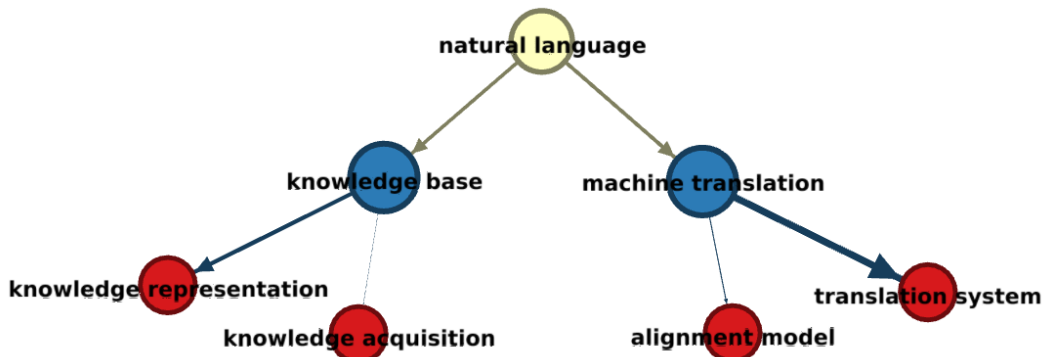 natural language
knowledge base
machine translation
knowledge representation
translation system
knowledge acquisition
alignment model